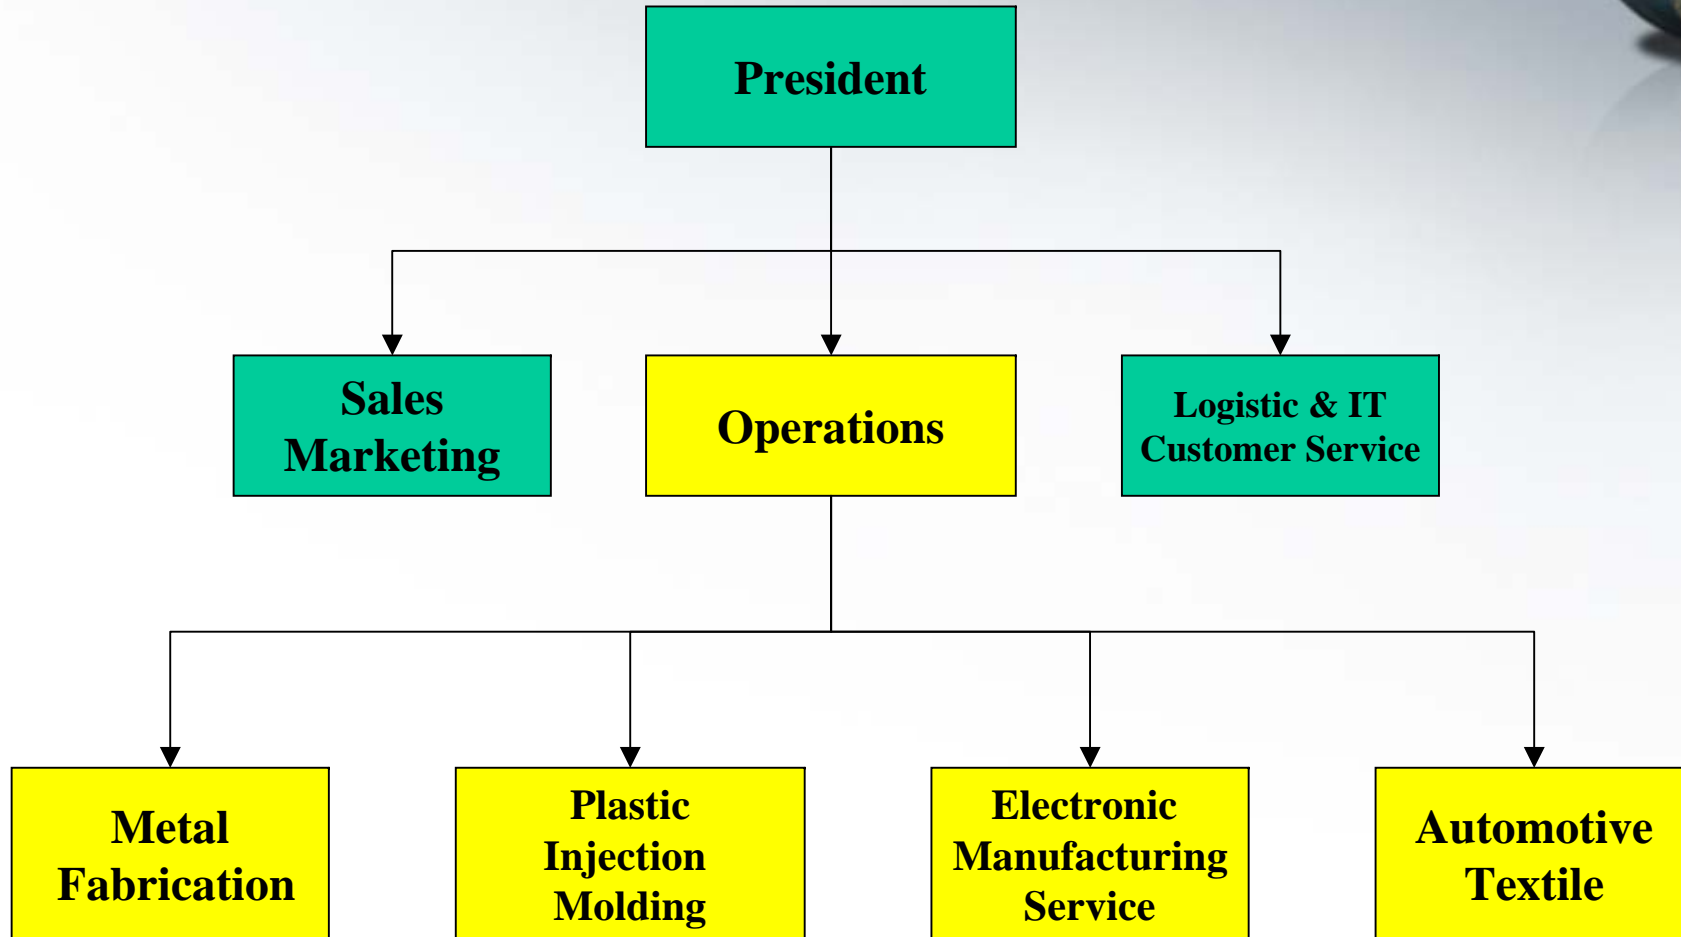 President
Sales
Marketing
Operations
Logistic & IT
Customer Service
Metal
Fabrication
Plastic
Injection
Molding
Electronic
Manufacturing
Service
Automotive
Textile